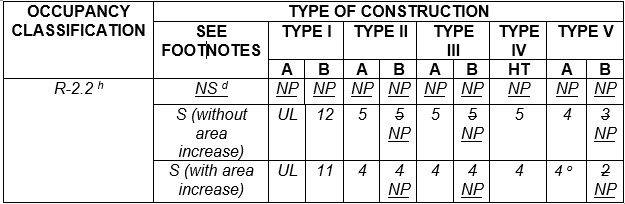 OCCUPANCY CLASSIFICATION TYPE OF CONSTRUCTION
SEE FOOTNOTES TYPE I TYPE II TYPE III TYPE IV TYPE V
A B A B A B HT A B
R-2.2 h NS d NP NP NP NP NP NP NP NP NP
S (without area increase) UL 12 5 5 NP 5 5 NP 5 4 3 NP
S (with area increase) UL 11 4 4 NP 4 4 NP 4 4 o 2 NP